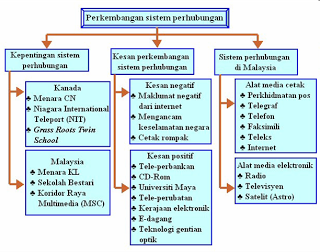 Perkembangan sistem perhubungan
Kepentingan sistem
perhubungan
Kanada
♣ Menara CN
♣ Niagara International
Teleport (NIT)
♣ Grass Roots Twin
School
Malaysia
♣ Menara KL
♣ Sekolah Bestari
♣ Koridor Raya
Multimedia (MSC)
Kesan perkembangan
sistem perhubungan
Kesan negatif
♣ Maklumat negatif
dari internet
♣ Mengancam
keselamatan negara
♣ Cetak rompak
Kesan positif
♣ Tele-perbankan
♣ CD-Rom
♣ Universiti Maya
♣ Tele-perubatan
♣ Kerajaan elektronik
♣ E-dagang
♣ Teknologi gentian
optik
Sistem perhubungan
di Malaysia
Alat media cetak
♣ Perkhidmatan pos
♣ Telegraf
♣ Telefon
♣ Faksimili
♣ Teleks
♣ Internet
Alat media elektronik
♣ Radio
♣ Televisyen
♣ Satelit (Astro)